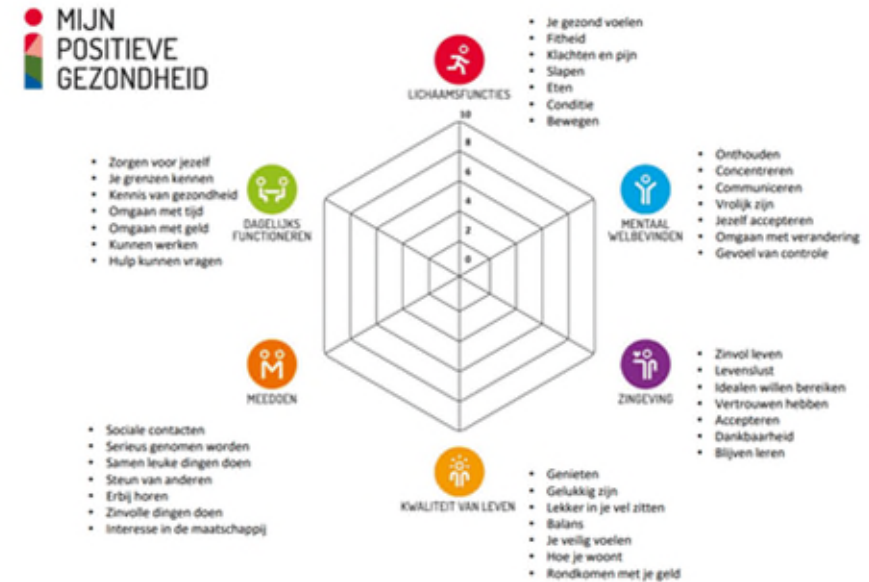 MIJN
POSITIEVE
GEZONDHEID
LICHAAMSFUNCTIES
• Je gezond voelen
• Fitheid
• Klachten en pijn
• Slapen
• Eten
• Conditie
• Bewegen
10
8
6
4
2
0
MENTAAL
WELBEVINDEN
• Onthouden
• Concentreren
• Communiceren
• Vrolijk zijn
• Jezelf accepteren
• Omgaan met verandering
• Gevoel van controle
ZINGEVING
• Zinvol leven
• Levenslust
• Idealen willen bereiken
• Vertrouwen hebben
• Accepteren
• Dankbaarheid
• Blijven leren
KWALITEIT VAN LEVEN
• Genieten
• Gelukkig zijn
• Lekker in je vel zitten
• Balans
• Je veilig voelen
• Hoe je woont
• Rondkomen met je geld
MEEDOEN
• Sociale contacten
• Serieus genomen worden
• Samen leuke dingen doen
• Steun van anderen
• Erbij horen
• Zinvolle dingen doen
• Interesse in de maatschappij
DAGELIJKS
FUNCTIONEREN
• Zorgen voor jezelf
• Je grenzen kennen
• Kennis van gezondheid
• Omgaan met tijd
• Omgaan met geld
• Kunnen werken
• Hulp kunnen vragen